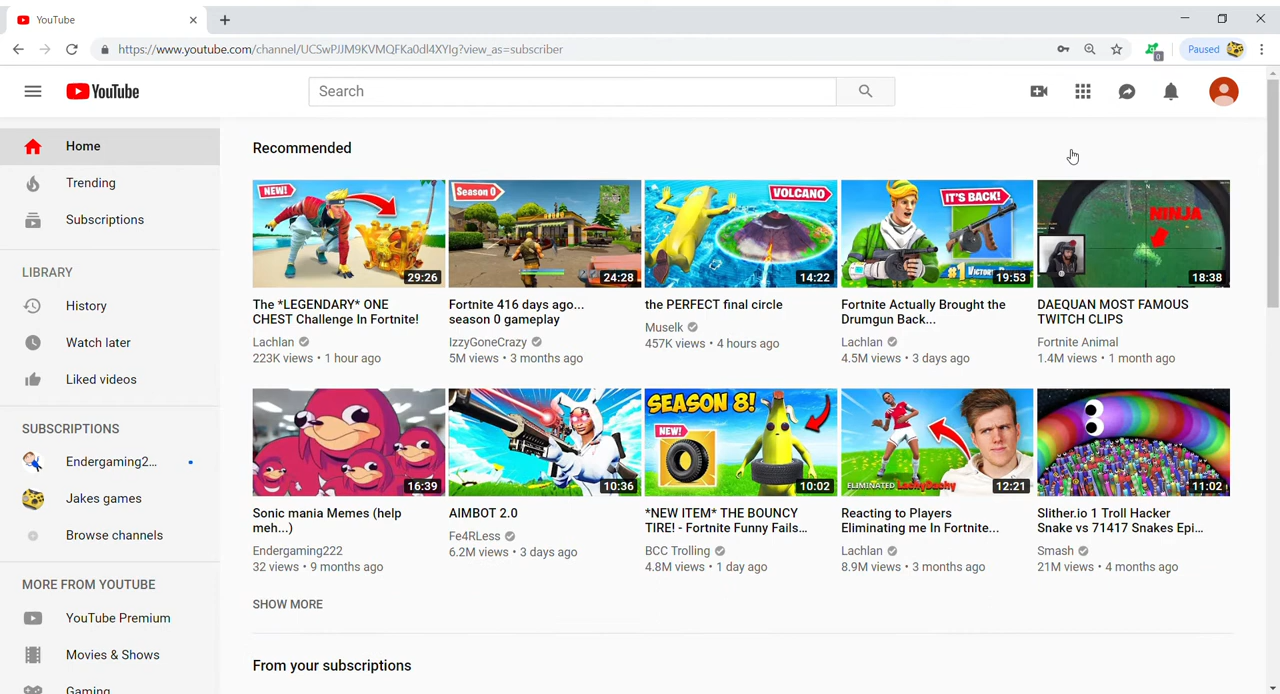 YouTube
https://www.youtube.com/channel/UCSwPJJM9KVMQFKa0dl4XYIg?view_as=subscriber
0
Paused
YouTube
Search
Home
Trending
Subscriptions
LIBRARY
History
Watch later
Liked videos
SUBSCRIPTIONS
Endergaming2...
Jakes games
Browse channels
MORE FROM YOUTUBE
YouTube Premium
Movies & Shows
Gaming
Recommended
NEW!
29:26
The *LEGENDARY* ONE
CHEST Challenge In Fortnite!
Lachlan
223K views • 1 hour ago
Season 0
24:28
Fortnite 416 days ago...
season 0 gameplay
IzzyGoneCrazy
5M views • 3 months ago
VOLCANO
14:22
the PERFECT final circle
Muselk
457K views • 4 hours ago
IT'S BACK!
#1 VICTORY
19:53
Fortnite Actually Brought the
Drumgun Back...
Lachlan
4.5M views • 3 days ago
N
NINJA
18:38
DAEQUAN MOST FAMOUS
TWITCH CLIPS
Fortnite Animal
1.4M views • 1 month ago
16:39
Sonic mania Memes (help
meh...)
Endergaming222
32 views • 9 months ago
10:36
AIMBOT 2.0
Fe4RLess
6.2M views • 3 days ago
SEASON 8!
NEW!
10:02
*NEW ITEM* THE BOUNCY
TIRE! - Fortnite Funny Fails...
BCC Trolling
4.8M views • 1 day ago
ELIMINATED LachyDachy
12:21
Reacting to Players
Eliminating me In Fortnite...
Lachlan
8.9M views • 3 months ago
11:02
Slither.io 1 Troll Hacker
Snake vs 71417 Snakes Epi...
Smash
21M views • 4 months ago
SHOW MORE
From your subscriptions